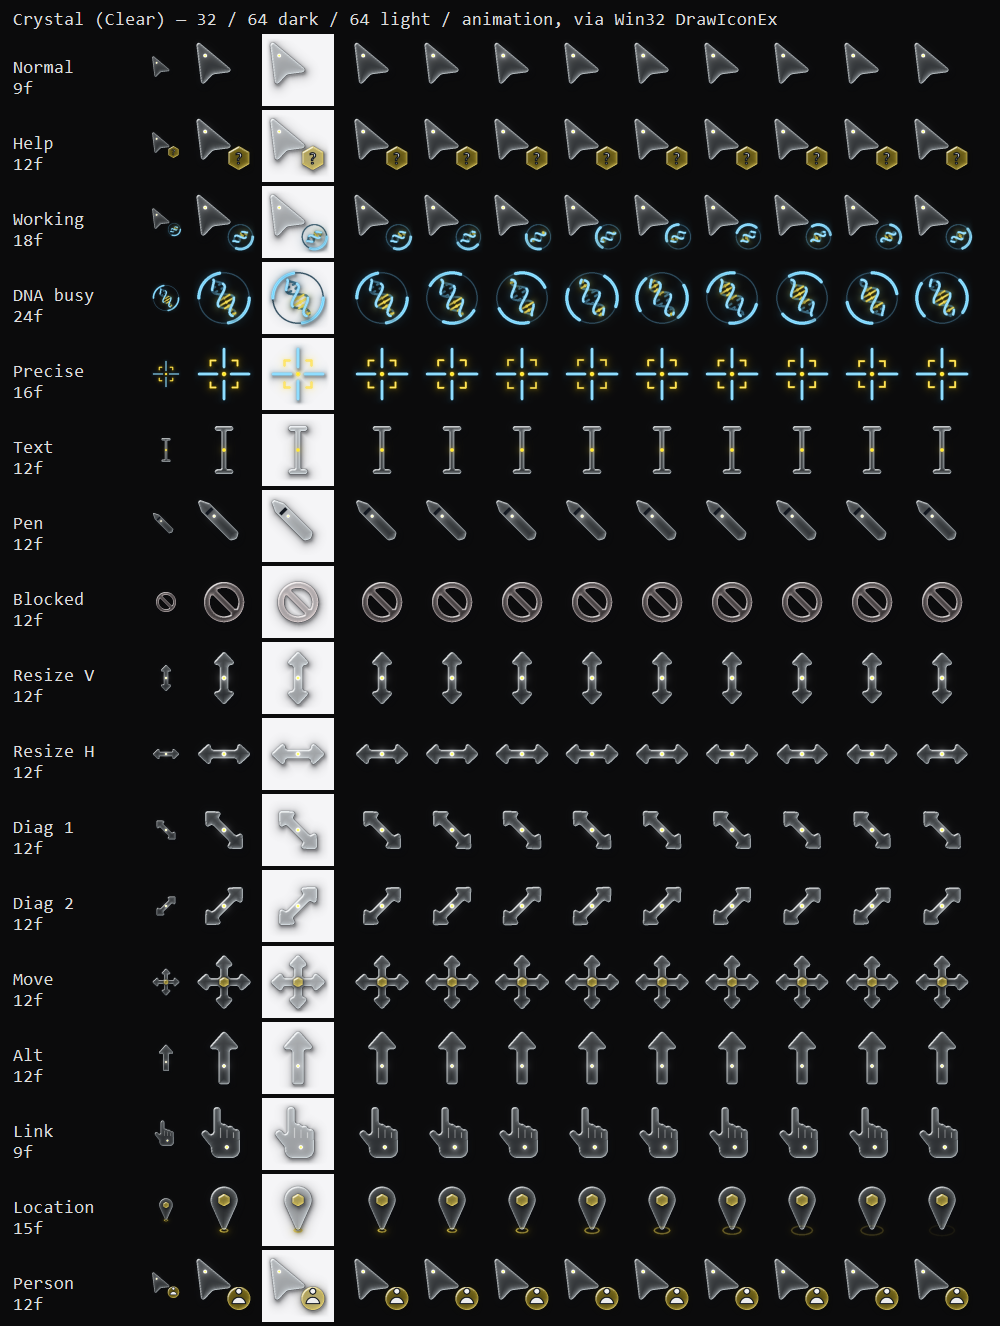 Crystal (Clear) — 32 / 64 dark / 64 light / animation, via Win32 DrawIconEx
Normal
9f
Help
12f
? ? ? ? ? ? ? ? ? ? ? ?
Working
18f
DNA busy
24f
Precise
16f
Text
12f
Pen
12f
Blocked
12f
Resize V
12f
Resize H
12f
Diag 1
12f
Diag 2
12f
Move
12f
Alt
12f
Link
9f
Location
15f
Person
12f